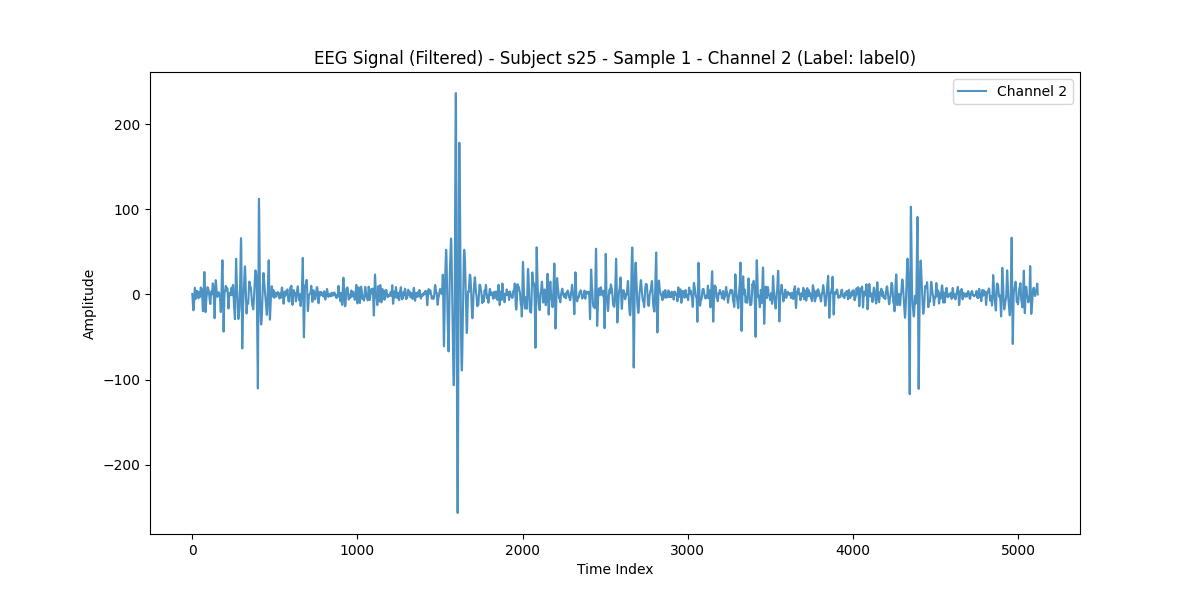 EEG Signal (Filtered) - Subject s25 - Sample 1 - Channel 2 (Label: label0)
Channel 2
200
100
0
−100
−200
Amplitude
0 1000 2000 3000 4000 5000
Time Index